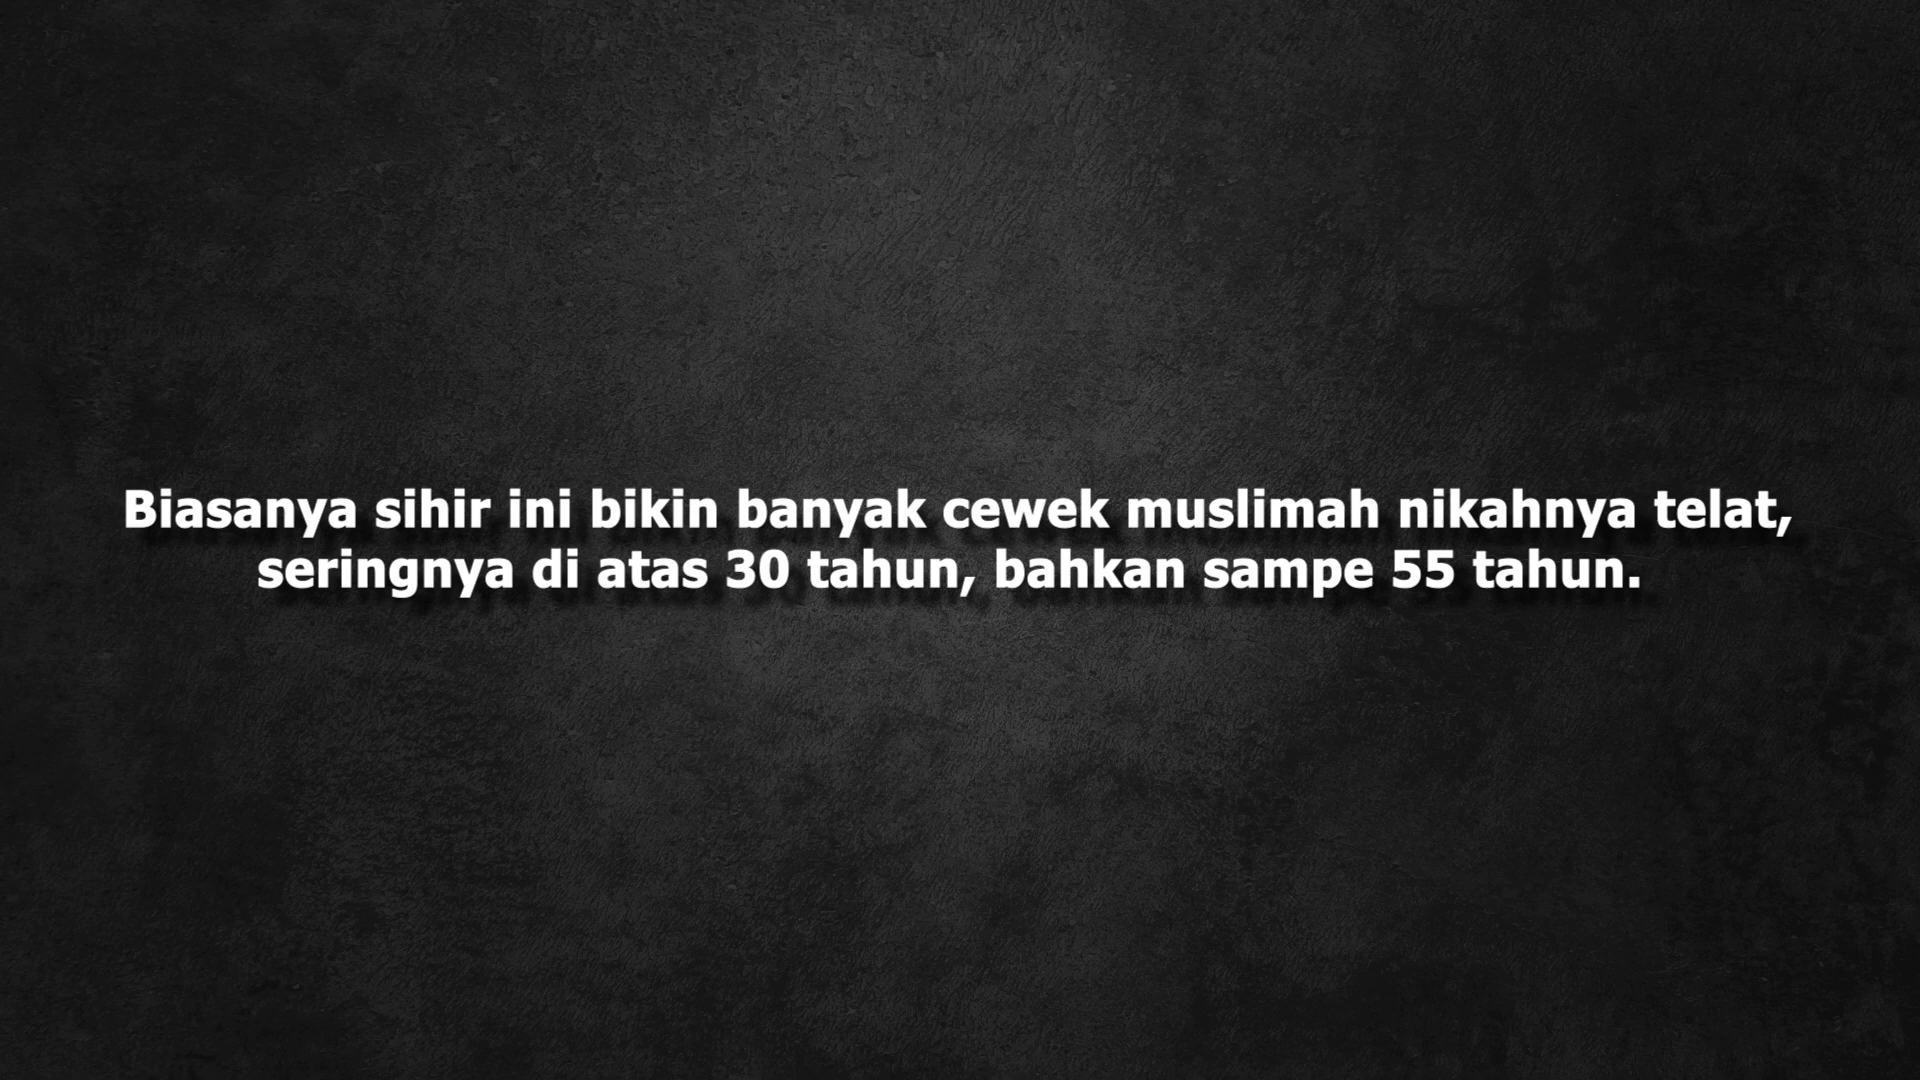 Biasanya sihir ini bikin banyak cewek muslimah nikahnya telat,
seringnya di atas 30 tahun, bahkan sampe 55 tahun.